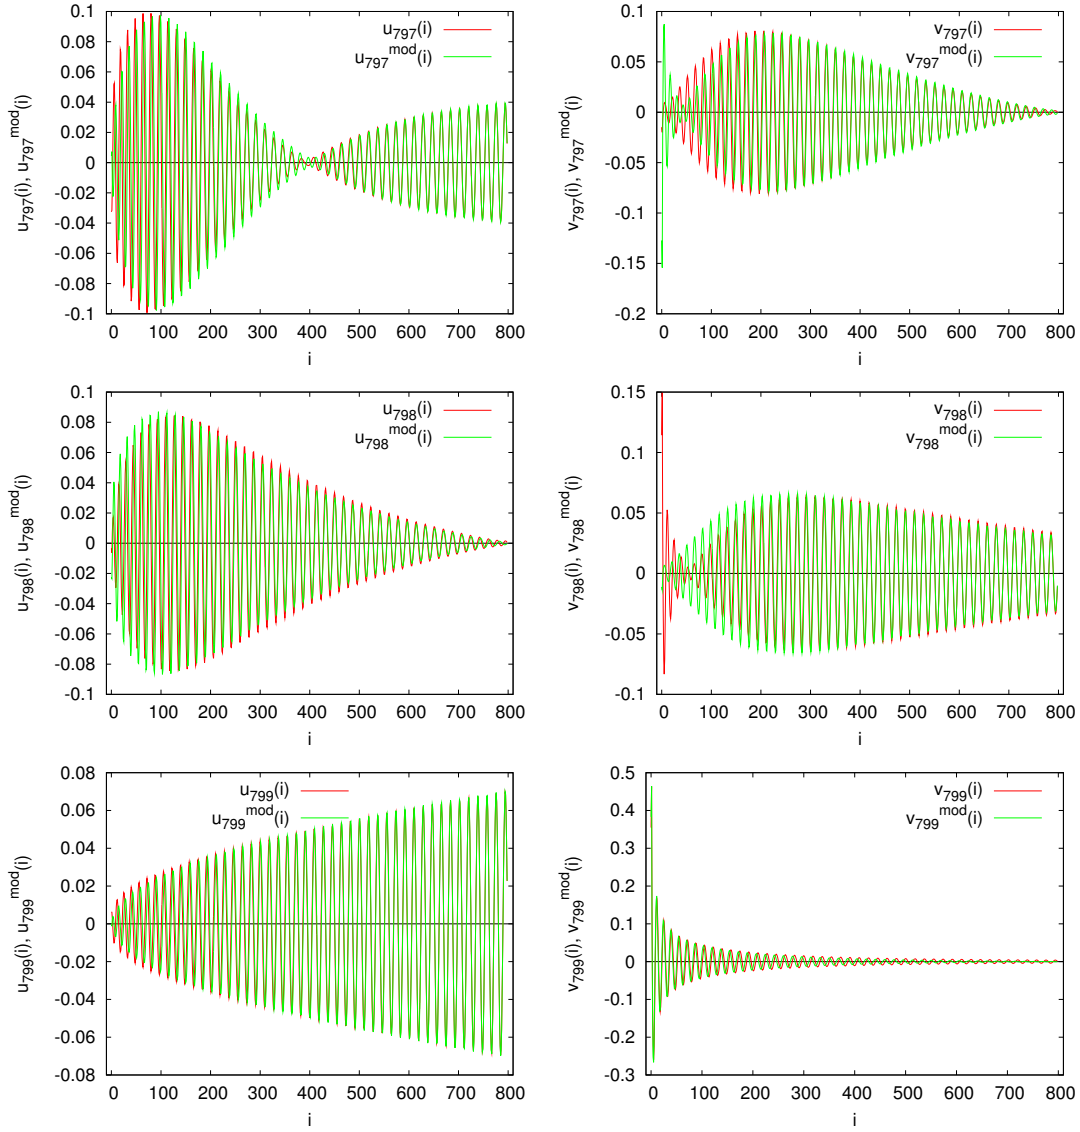 u797(i)
u797mod(i)
0.1
0.08
0.06
0.04
0.02
0
-0.02
-0.04
-0.06
-0.08
-0.1
0 100 200 300 400 500 600 700 800
i
u797(i), u797mod(i)
v797(i)
v797mod(i)
0.1
0.05
0
-0.05
-0.1
-0.15
-0.2
0 100 200 300 400 500 600 700 800
i
v797(i), v797mod(i)
u798(i)
u798mod(i)
0.1
0.08
0.06
0.04
0.02
0
-0.02
-0.04
-0.06
-0.08
-0.1
0 100 200 300 400 500 600 700 800
i
u798(i), u798mod(i)
v798(i)
v798mod(i)
0.15
0.1
0.05
0
-0.05
-0.1
0 100 200 300 400 500 600 700 800
i
v798(i), v798mod(i)
u799(i)
u799mod(i)
0.08
0.06
0.04
0.02
0
-0.02
-0.04
-0.06
-0.08
0 100 200 300 400 500 600 700 800
i
u799(i), u799mod(i)
v799(i)
v799mod(i)
0.5
0.4
0.3
0.2
0.1
0
-0.1
-0.2
-0.3
0 100 200 300 400 500 600 700 800
i
v799(i), v799mod(i)